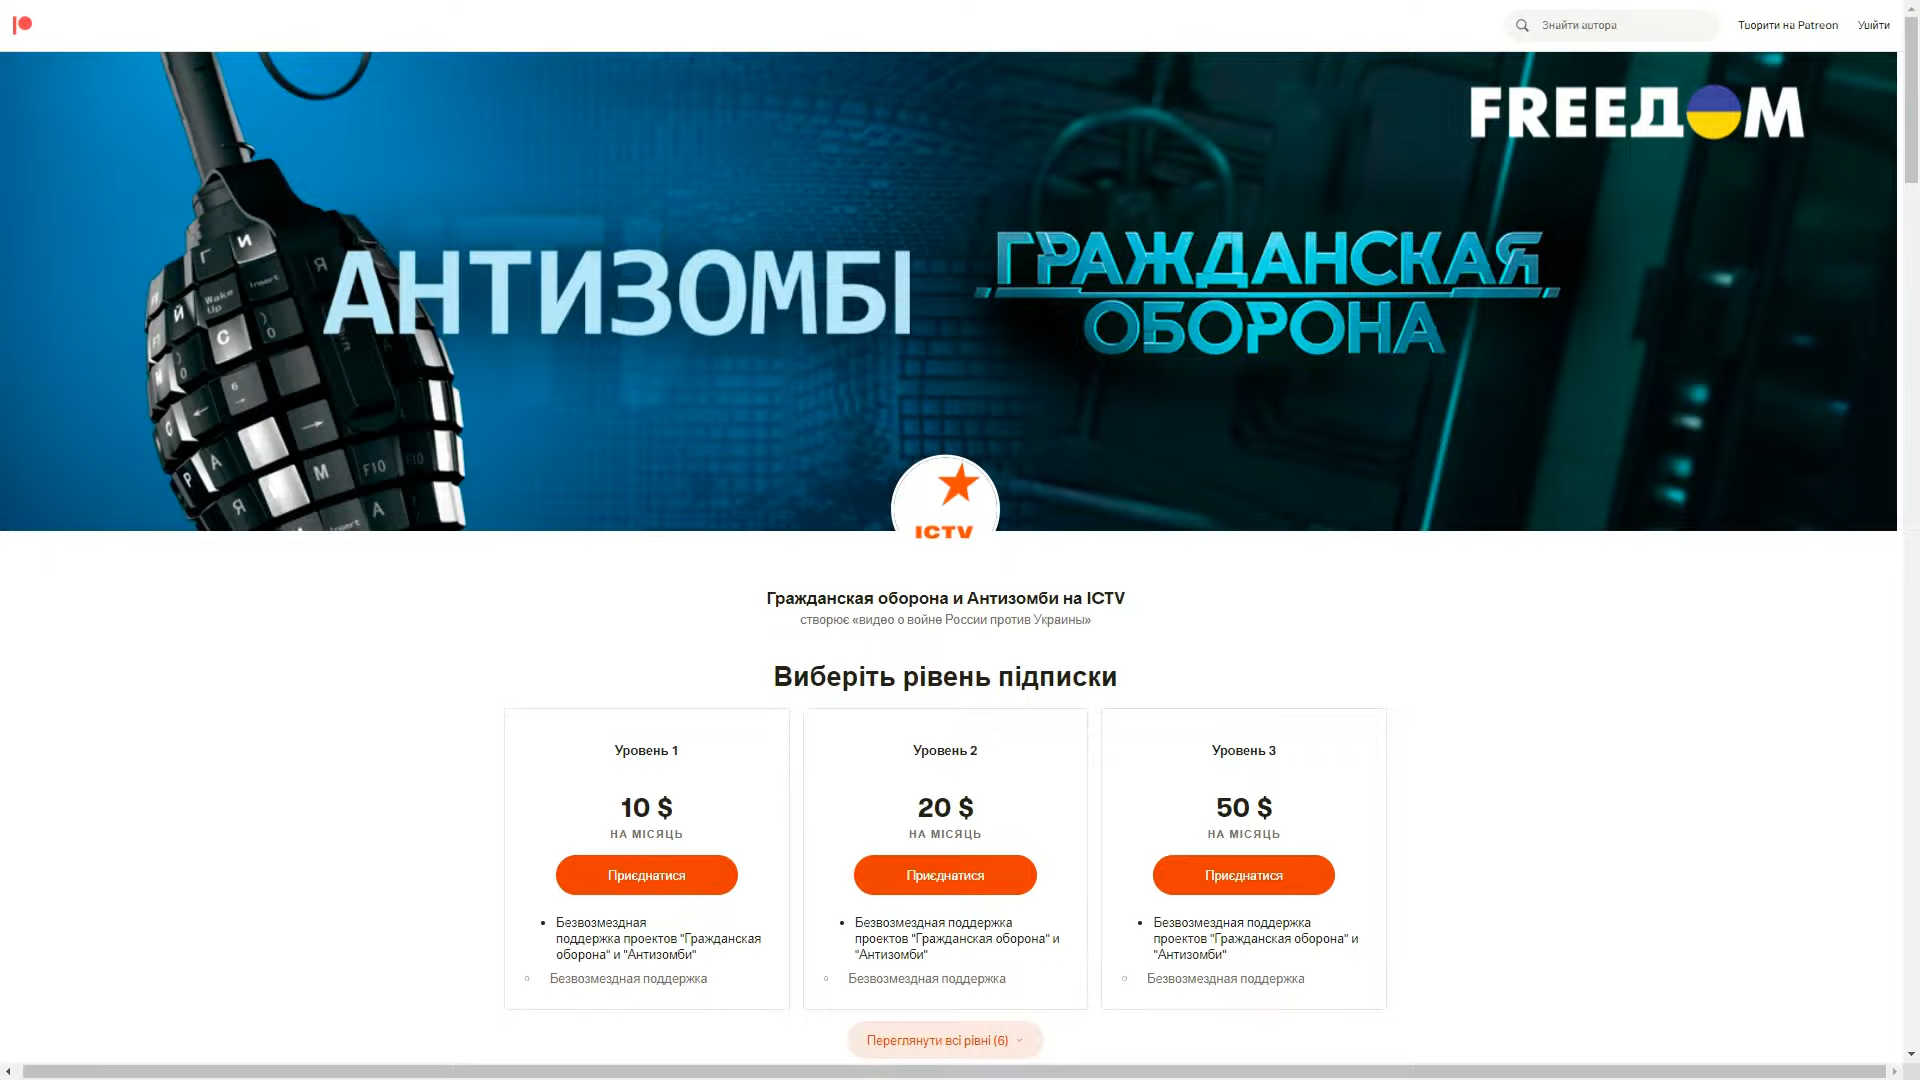 Знайти автора
Творити на Patreon
Увійти
FREEДOM
АНТИЗОМБІ
ГРАЖДАНСКАЯ
ОБОРОНА
ICTV
Гражданская оборона и Антизомби на ICTV
створює «видео о войне России против Украины»
Виберіть рівень підписки
Уровень 1
10 $
НА МІСЯЦЬ
Приєднатися
Безвозмездная
поддержка проектов "Гражданская
оборона" и "Антизомби"
Безвозмездная поддержка
Уровень 2
20 $
НА МІСЯЦЬ
Приєднатися
Безвозмездная поддержка
проектов "Гражданская оборона" и
"Антизомби"
Безвозмездная поддержка
Уровень 3
50 $
НА МІСЯЦЬ
Приєднатися
Безвозмездная поддержка
проектов "Гражданская оборона" и
"Антизомби"
Безвозмездная поддержка
Переглянути всі рівні (6)